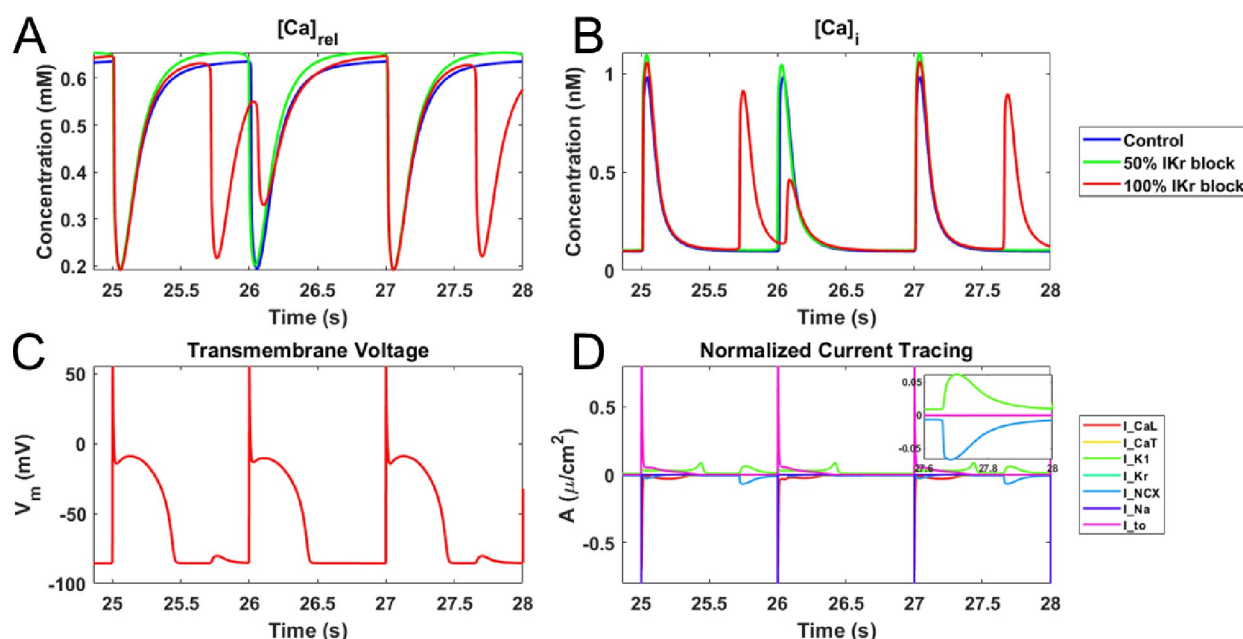 A
[Ca]rel
Concentration (mM)
0.6
0.5
0.4
0.3
0.2
25 25.5 26 26.5 27 27.5 28
Time (s)
B
[Ca]i
Concentration (nM)
1
0.5
0
25 25.5 26 26.5 27 27.5 28
Time (s)
Control
50% IKr block
100% IKr block
C
Transmembrane Voltage
Vm (mV)
50
0
-50
-100
25 25.5 26 26.5 27 27.5 28
Time (s)
D
Normalized Current Tracing
A (μ/cm2)
0.5
0
-0.5
25 25.5 26 26.5 27 27.5 28
Time (s)
0.05
0
-0.05
27.6 27.8 28
I_CaL
I_CaT
I_K1
I_Kr
I_NCX
I_Na
I_to